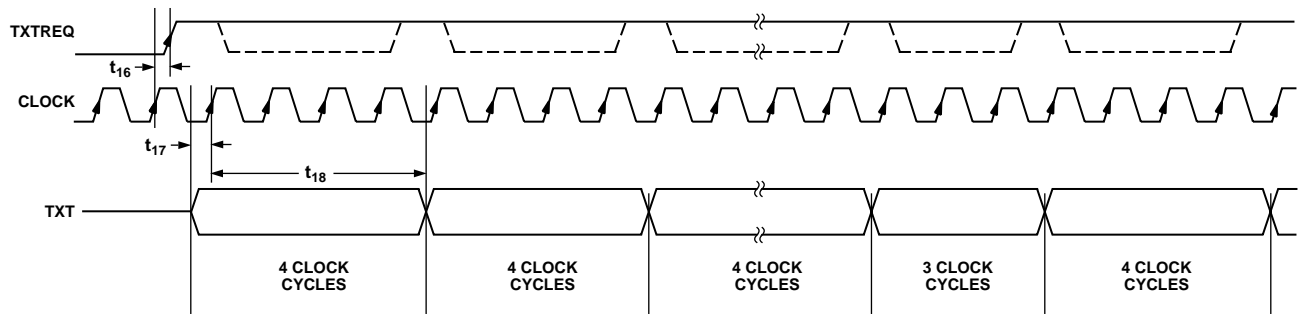 TXTREQ
t16
CLOCK
t17
t18
TXT
4 CLOCK
CYCLES
4 CLOCK
CYCLES
4 CLOCK
CYCLES
3 CLOCK
CYCLES
4 CLOCK
CYCLES